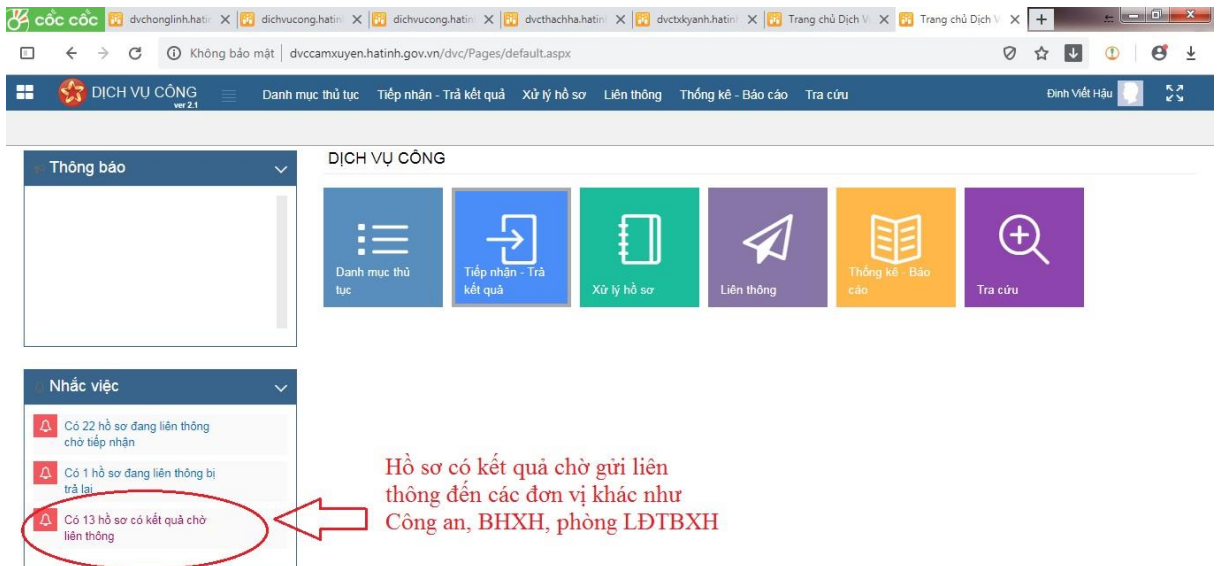 cốc cốc
dvchonglinh.hatin
dichvucong.hatin
dichvucong.hatin
dvcthachha.hatin
dvctxkyanh.hatinh
Trang chủ Dịch V
Trang chủ Dịch V
Không bảo mật
dvccamxuyen.hatinh.gov.vn/dvc/Pages/default.aspx
DỊCH VỤ CÔNG
ver 2.1
Danh mục thủ tục
Tiếp nhận - Trả kết quả
Xử lý hồ sơ
Liên thông
Thống kê - Báo cáo
Tra cứu
Đinh Viết Hậu
Thông báo
DỊCH VỤ CÔNG
Danh mục thủ
tục
Tiếp nhận - Trả
kết quả
Xử lý hồ sơ
Liên thông
Thống kê - Báo
cáo
Tra cứu
Nhắc việc
Có 22 hồ sơ đang liên thông
chờ tiếp nhận
Có 1 hồ sơ đang liên thông bị
trả lại
Có 13 hồ sơ có kết quả chờ
liên thông
Hồ sơ có kết quả chờ gửi liên
thông đến các đơn vị khác như
Công an, BHXH, phòng LĐTBXH